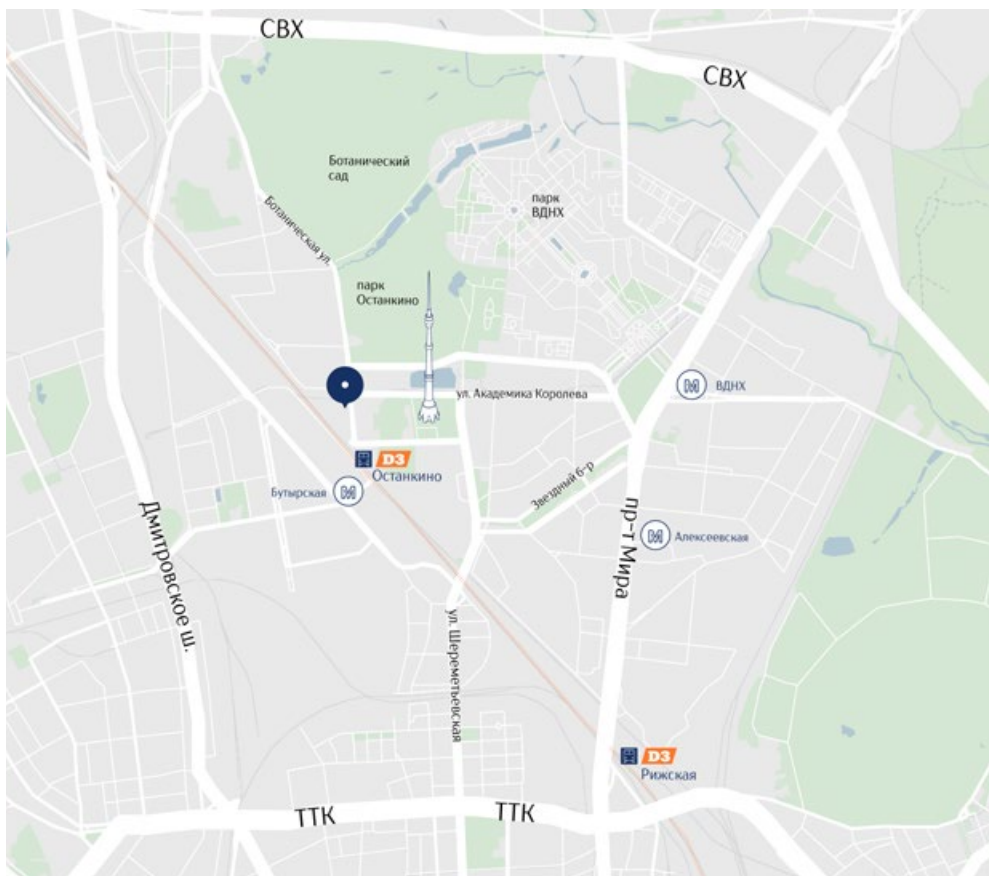 СВХ
СВХ
Ботанический
сад
парк
ВДНХ
Ботаническая ул.
парк
Останкино
М ВДНХ
ул. Академика Королева
D3
Останкино
Бутырская М
Звездный б-р
Дмитровское ш.
пр-т Мира
М Алексеевская
ул. Шереметьевская
D3
Рижская
ТТК
ТТК